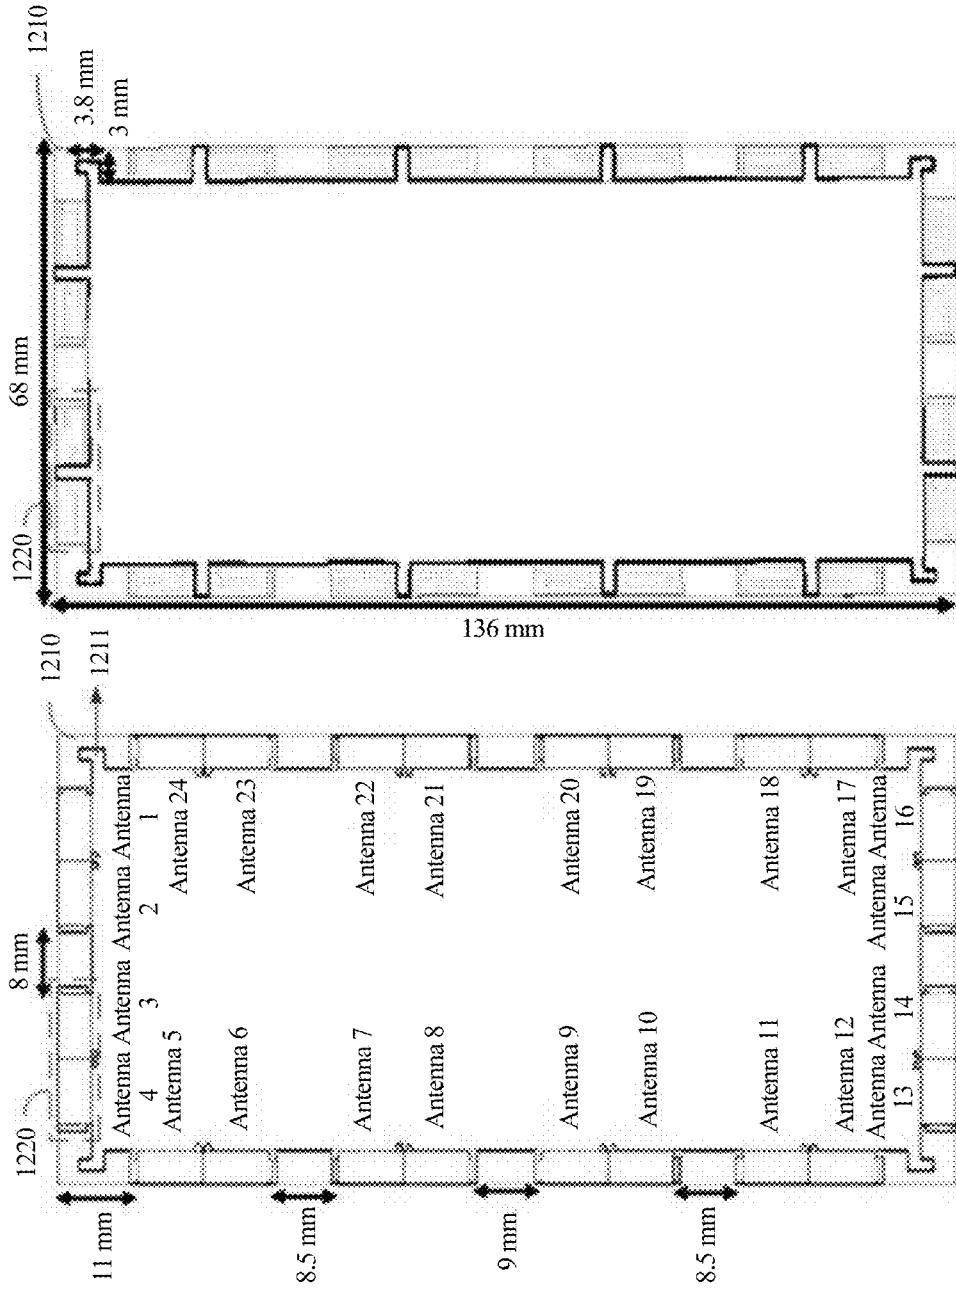 1220
8 mm
1210
1211
11 mm
8.5 mm
9 mm
8.5 mm
Antenna Antenna Antenna Antenna
4 3 2 1
Antenna 5 Antenna 24
Antenna 6 Antenna 23
Antenna 7 Antenna 22
Antenna 8 Antenna 21
Antenna 9 Antenna 20
Antenna 10 Antenna 19
Antenna 11 Antenna 18
Antenna 12 Antenna 17
Antenna Antenna Antenna Antenna
13 14 15 16
1220
68 mm
1210
3.8 mm
3 mm
136 mm